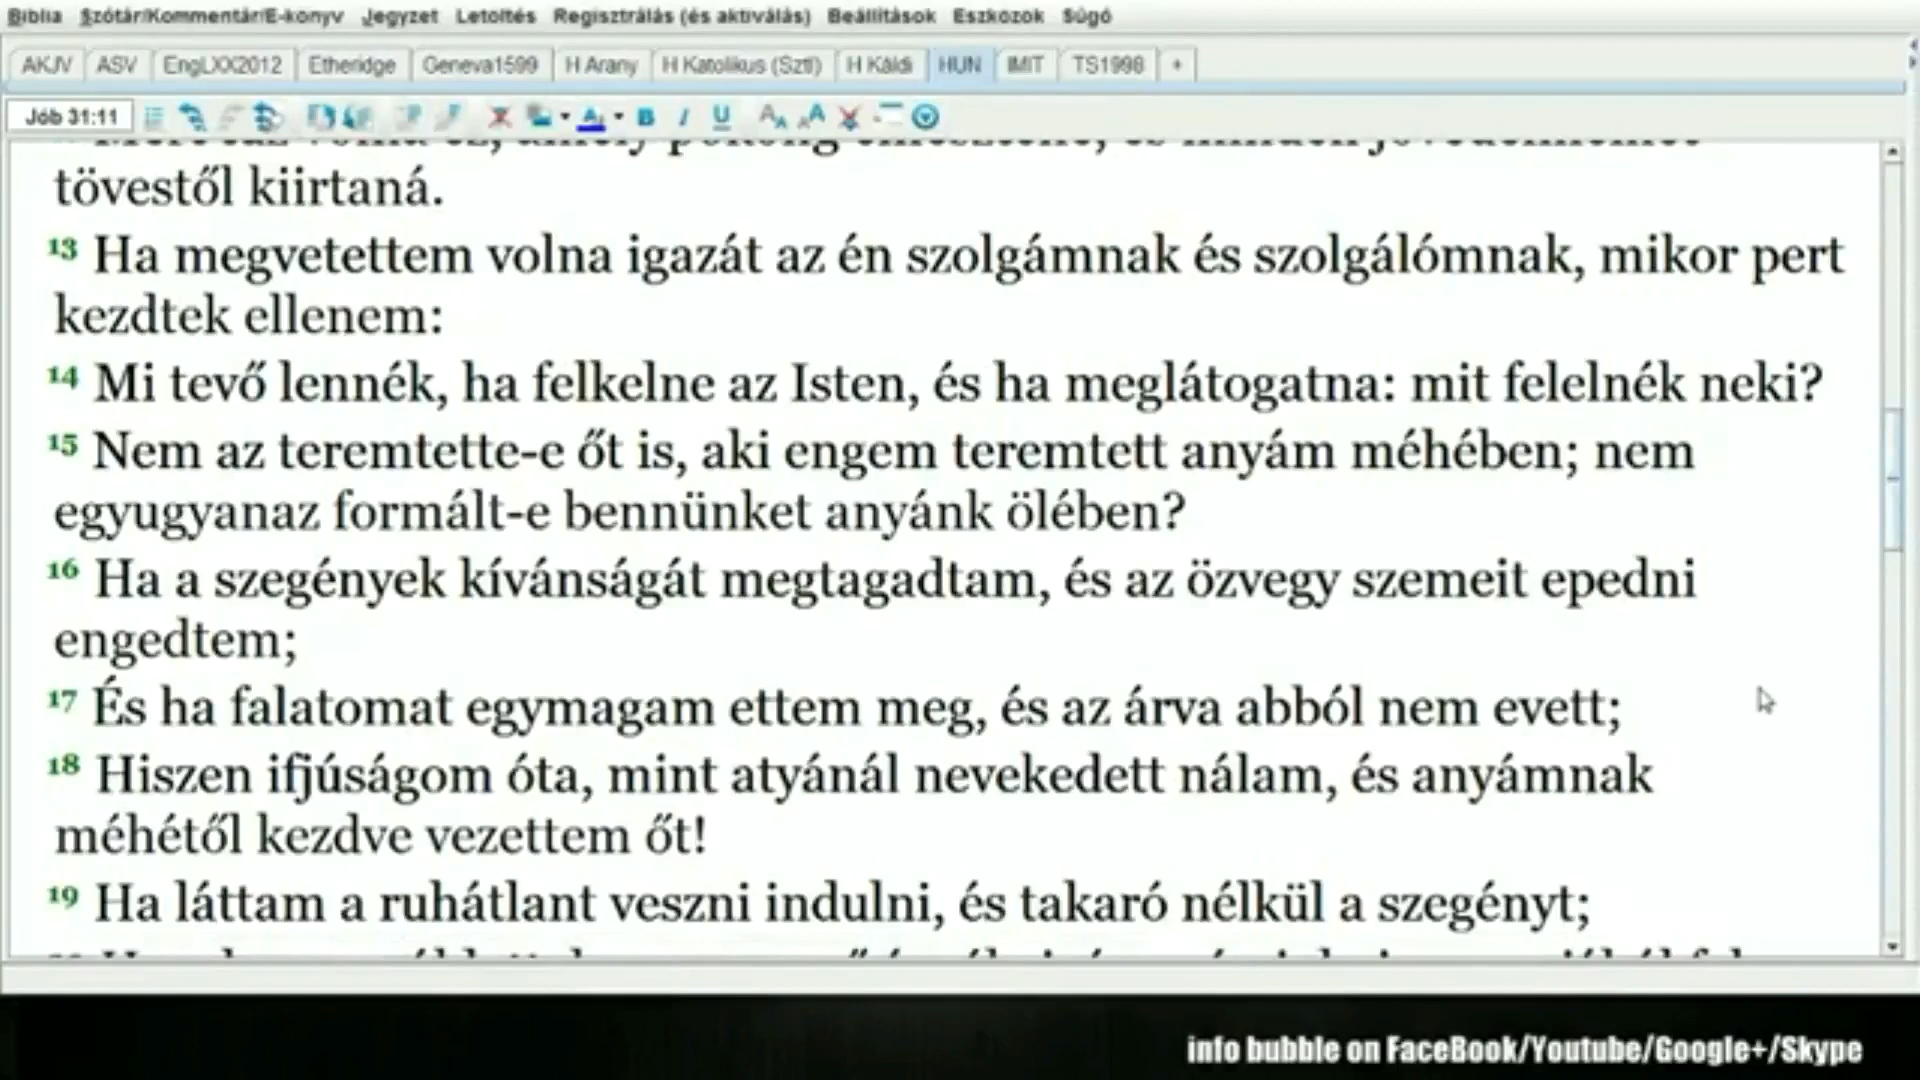 Biblia Szótár/Kommentár/E-könyv Jegyzet Letoltés Regisztrálás (és aktiválás) Beállítások Eszkozok Súgó
AKJV ASV EngLXX2012 Etheridge Geneva1599 H Arany H Katolikus (SztI) H Káldi HUN IMIT TS1998 +
Jób 31:11
tövestől kiirtaná.
13 Ha megvetettem volna igazát az én szolgámnak és szolgálómnak, mikor pert
kezdtek ellenem:
14 Mi tevő lennék, ha felkelne az Isten, és ha meglátogatna: mit felelnék neki?
15 Nem az teremtette-e őt is, aki engem teremtett anyám méhében; nem
egyugyanaz formált-e bennünket anyánk ölében?
16 Ha a szegények kívánságát megtagadtam, és az özvegy szemeit epedni
engedtem;
17 És ha falatomat egymagam ettem meg, és az árva abból nem evett;
18 Hiszen ifjúságom óta, mint atyánál nevekedett nálam, és anyámnak
méhétől kezdve vezettem őt!
19 Ha láttam a ruhátlant veszni indulni, és takaró nélkül a szegényt;
info bubble on FaceBook/Youtube/Google+/Skype